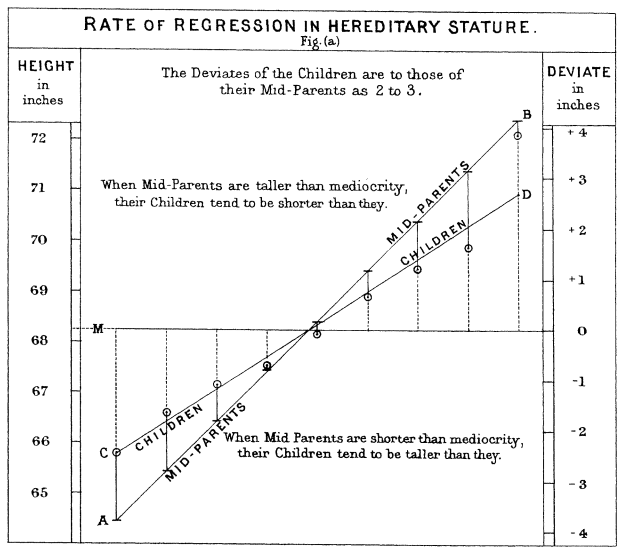 RATE OF REGRESSION IN HEREDITARY STATURE.
Fig.(a)
HEIGHT
in
inches
The Deviates of the Children are to those of
their Mid-Parents as 2 to 3.
DEVIATE
in
inches
72
71
70
69
68
67
66
65
When Mid-Parents are taller than mediocrity,
their Children tend to be shorter than they.
MID-PARENTS
CHILDREN
B
D
M
CHILDREN
MID-PARENTS
C
A
When Mid Parents are shorter than mediocrity,
their Children tend to be taller than they.
+4
+3
+2
+1
0
-1
-2
-3
-4